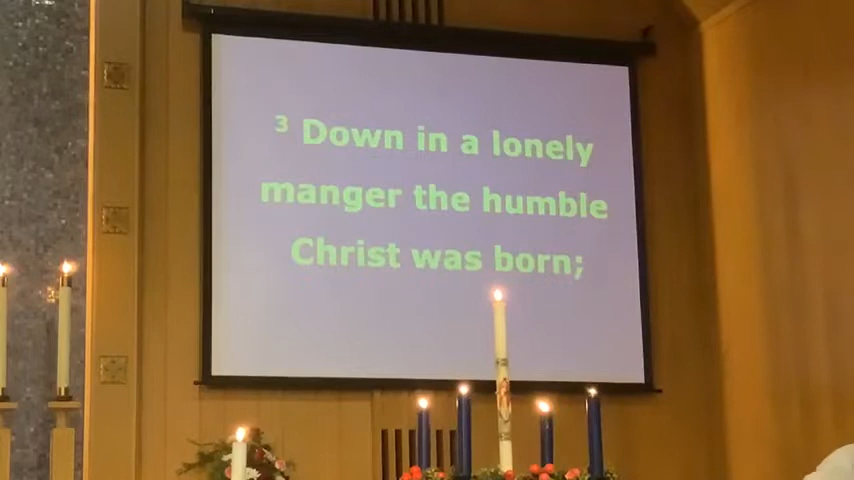 3 Down in a lonely
manger the humble
Christ was born;